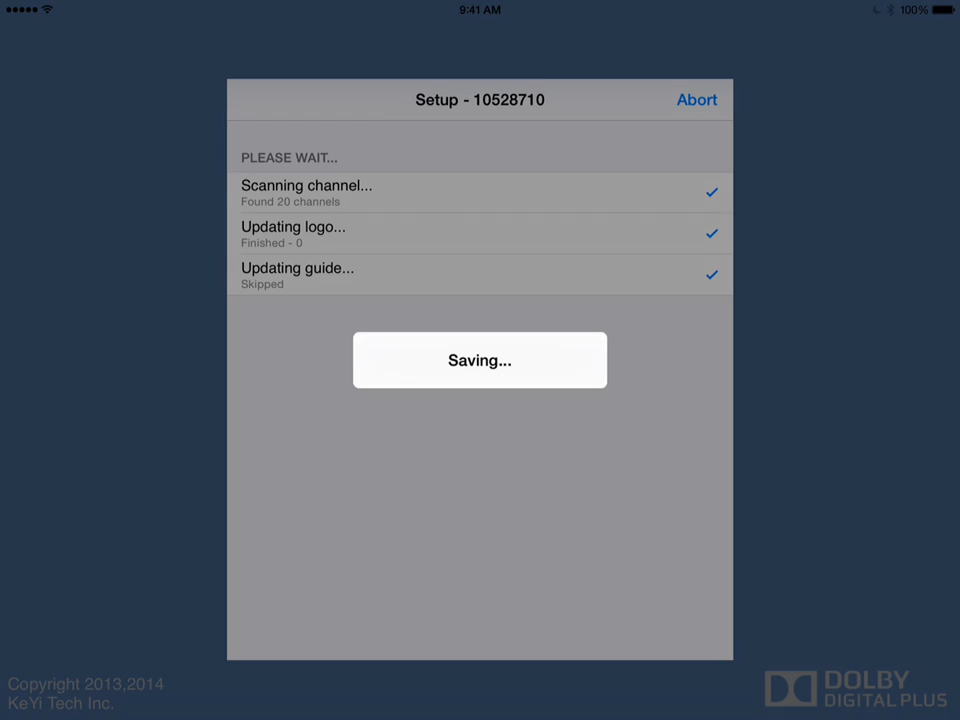 9:41 AM
100%
Setup - 10528710
Abort
PLEASE WAIT...
Scanning channel...
Found 20 channels
Updating logo...
Finished - 0
Updating guide...
Skipped
Saving...
Copyright 2013,2014
KeYi Tech Inc.
DOLBY
DIGITAL PLUS